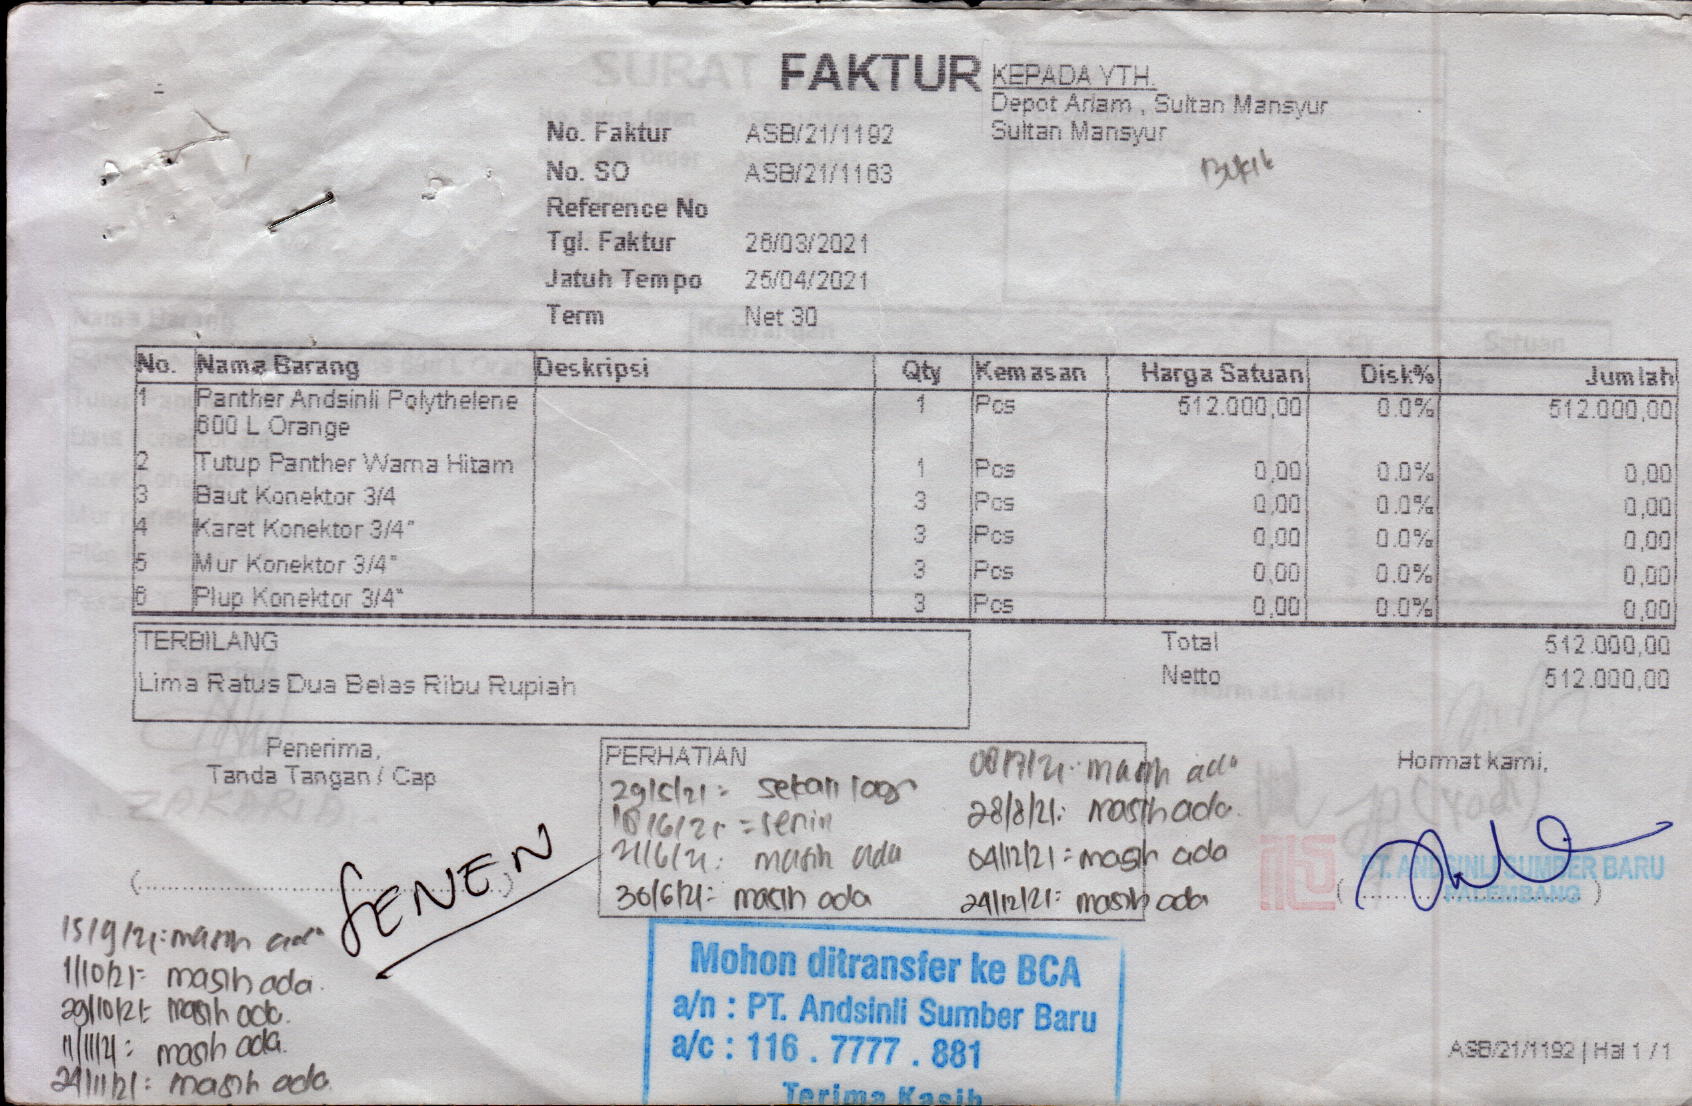 FAKTUR
KEPADA YTH.
Depot Ariam , Sultan Mansyur
Sultan Mansyur
No. Faktur ASB/21/1192
No. SO ASB/21/1163
Reference No
Tgl. Faktur 26/03/2021
Jatuh Tempo 25/04/2021
Term Net 30
No. Nama Barang Deskripsi Qty Kemasan Harga Satuan Disk% Jumlah
1 Panther Andsinli Polythelene 1 Pcs 512.000,00 0.0% 512.000,00
600 L Orange
2 Tutup Panther Warna Hitam 1 Pcs 0,00 0.0% 0,00
3 Baut Konektor 3/4 3 Pcs 0,00 0.0% 0,00
4 Karet Konektor 3/4" 3 Pcs 0,00 0.0% 0,00
5 Mur Konektor 3/4" 3 Pcs 0,00 0.0% 0,00
6 Plup Konektor 3/4" 3 Pcs 0,00 0.0% 0,00
TERBILANG
Lima Ratus Dua Belas Ribu Rupiah
Total 512.000,00
Netto 512.000,00
Penerima,
Tanda Tangan / Cap
ZAKARIA
SENEN
PERHATIAN
29/5/21:
18/6/21: = senin
21/6/21: masih ada
30/6/21: masih ada
08/7/21: masih ada
28/8/21: masih ada.
04/12/21: masih ada
24/12/21: masih ada
Hormat kami,
PT. ANDSINLI SUMBER BARU
PALEMBANG
15/9/21: masih ada
1/10/21: masih ada.
29/10/21: masih ada.
11/11/21: masih ada.
24/11/21: masih ada.
Mohon ditransfer ke BCA
a/n : PT. Andsinli Sumber Baru
a/c : 116 . 7777 . 881
Terima Kasih
ASB/21/1192 | Hal 1 / 1